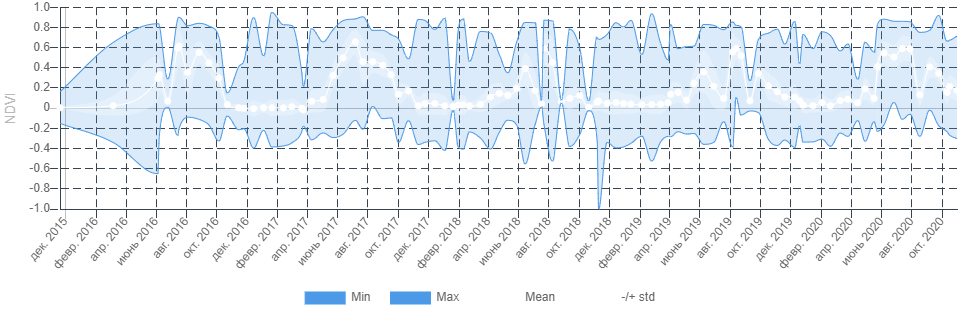 1.0
0.8
0.6
0.4
0.2
0
-0.2
-0.4
-0.6
-0.8
-1.0
NDVI
дек. 2015
февр. 2016
апр. 2016
июнь 2016
авг. 2016
окт. 2016
дек. 2016
февр. 2017
апр. 2017
июнь 2017
авг. 2017
окт. 2017
дек. 2017
февр. 2018
апр. 2018
июнь 2018
авг. 2018
окт. 2018
дек. 2018
февр. 2019
апр. 2019
июнь 2019
авг. 2019
окт. 2019
дек. 2019
февр. 2020
апр. 2020
июнь 2020
авг. 2020
окт. 2020
Min Max Mean -/+ std